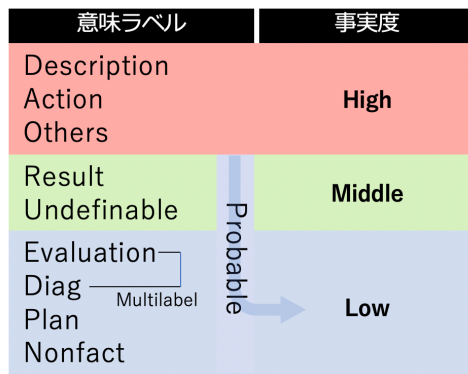 意味ラベル 事実度
Description
Action
Others
High
Result
Undefinable
Middle
Probable
Evaluation
Diag
Multilabel
Plan
Nonfact
Low